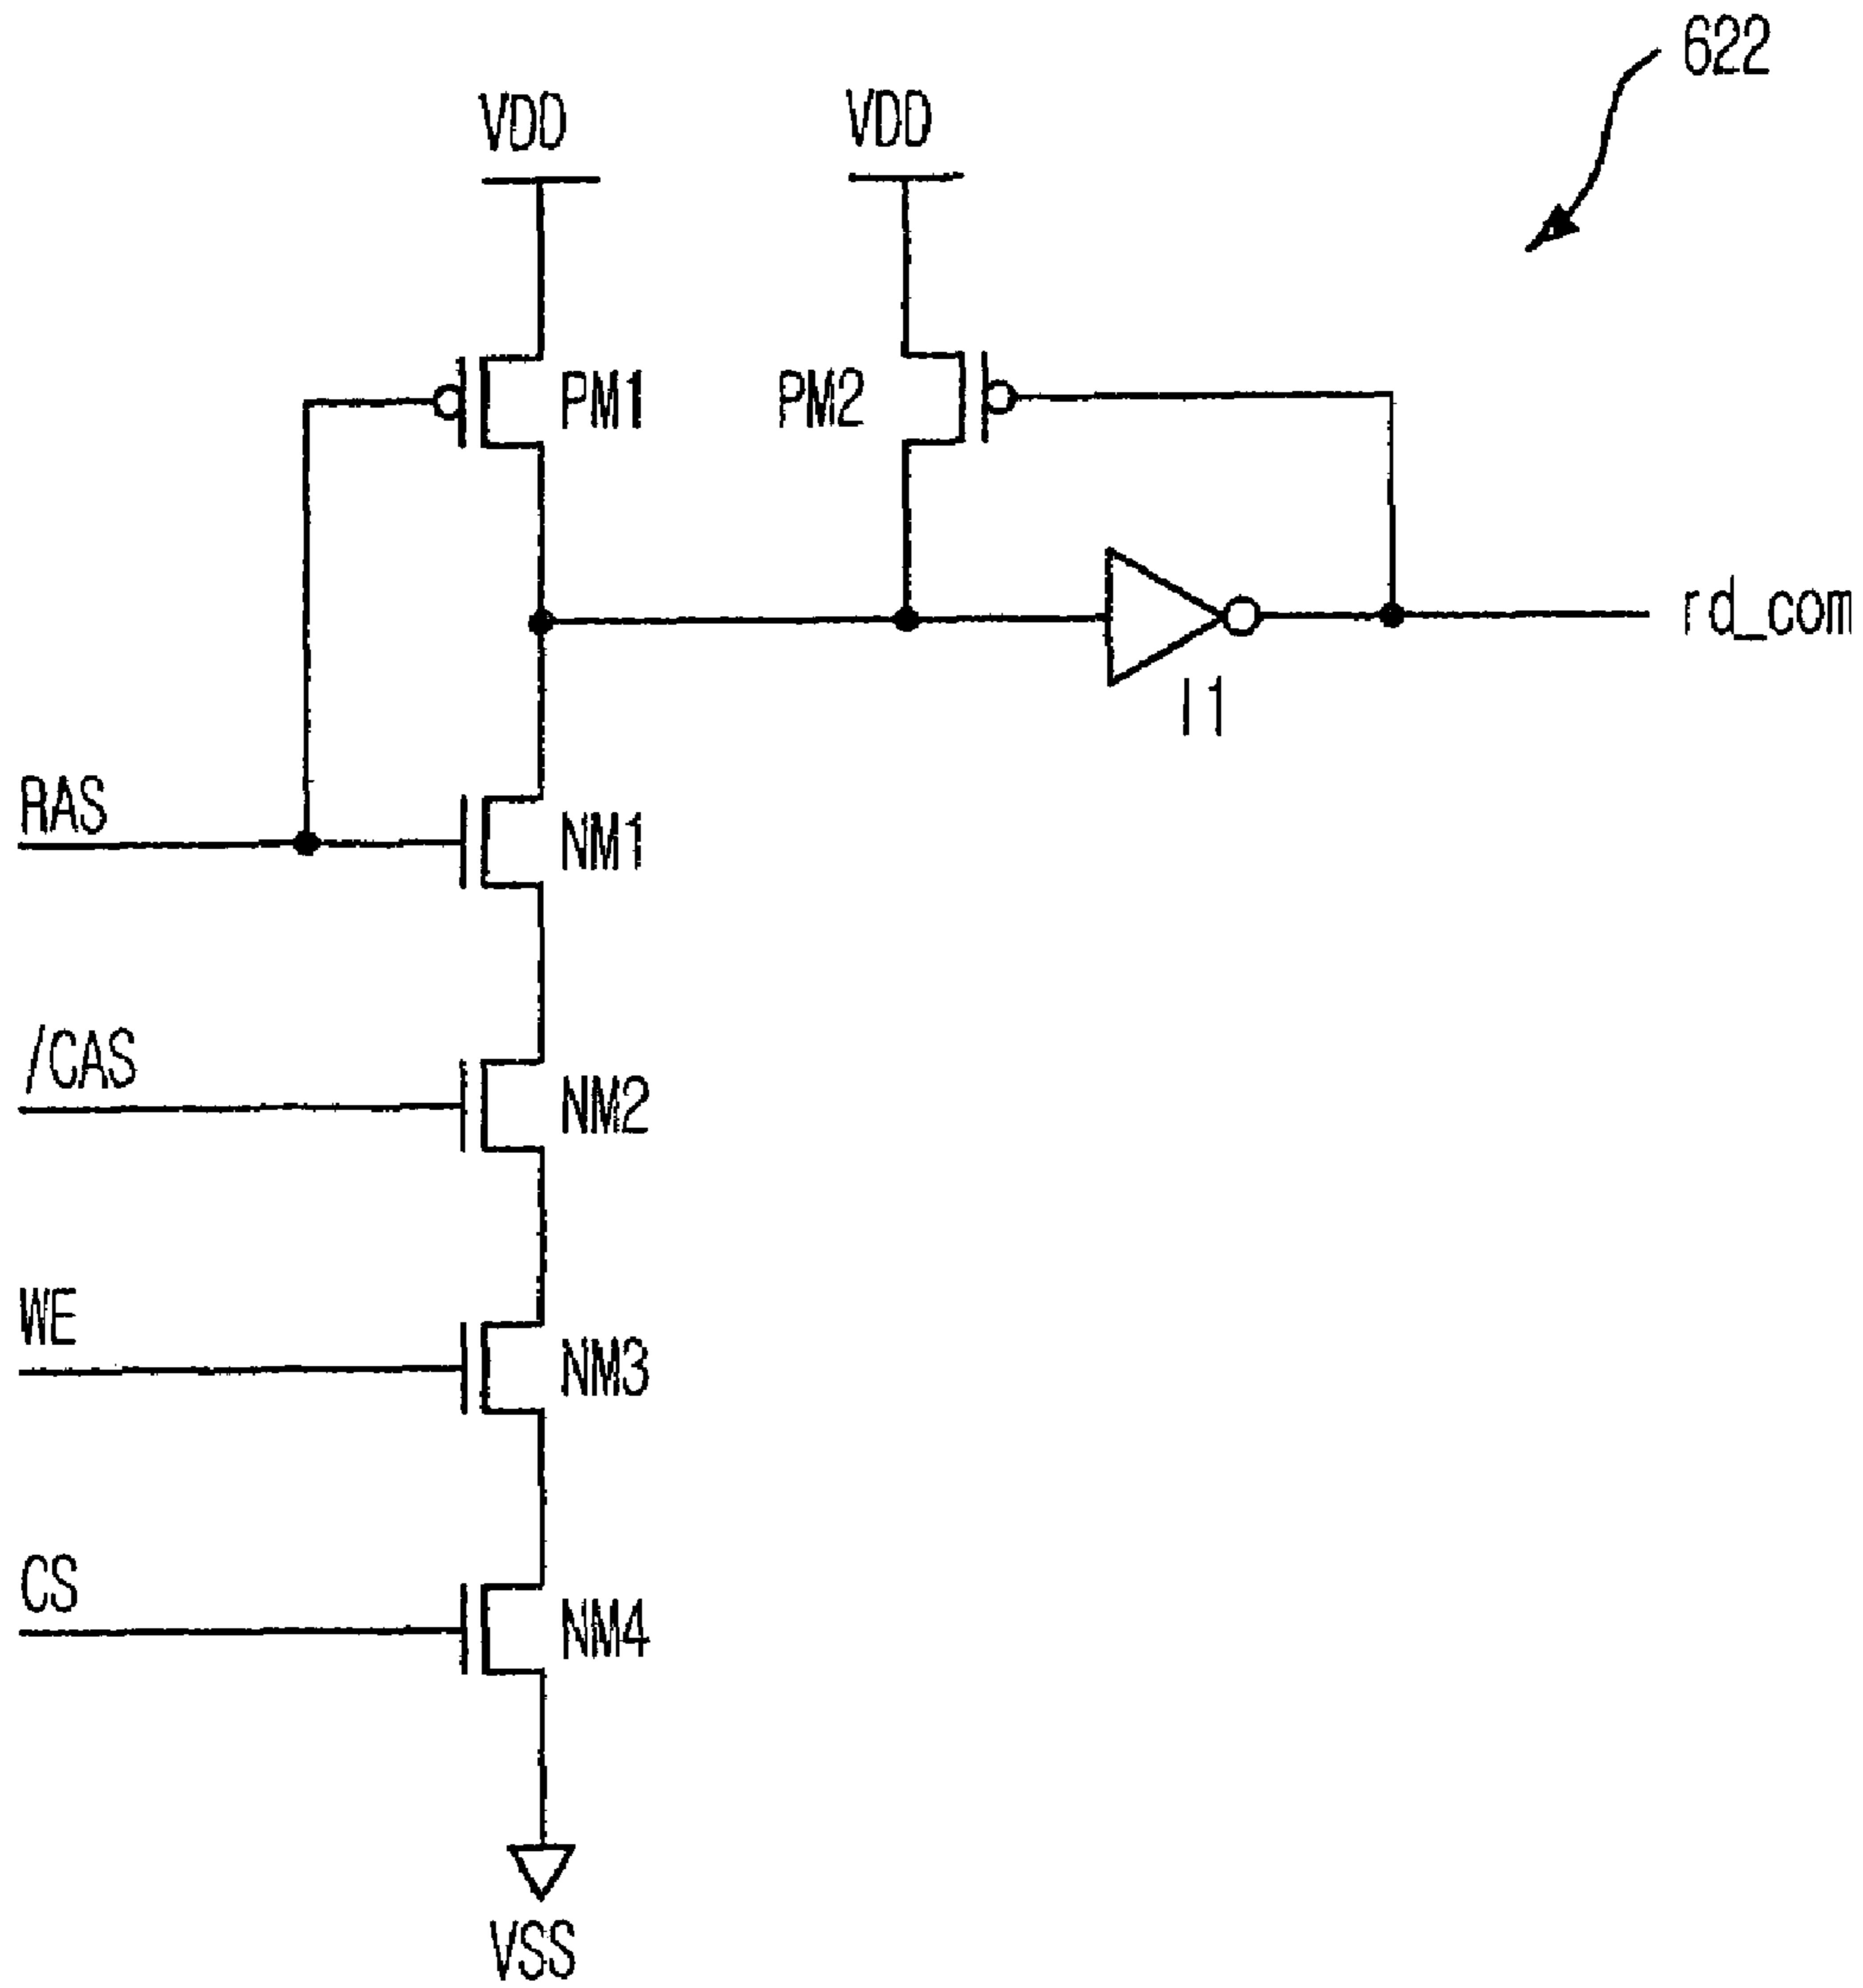 622
VDD
VDD
PM1
PM2
rd_com
I1
RAS
NM1
/CAS
NM2
WE
NM3
CS
NM4
VSS